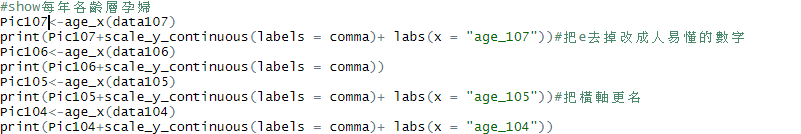 #show每年各齡層孕婦
Pic107<-age_x(data107)
print(Pic107+scale_y_continuous(labels = comma)+ labs(x = "age_107"))#把e去掉改成人易懂的數字
Pic106<-age_x(data106)
print(Pic106+scale_y_continuous(labels = comma))
Pic105<-age_x(data105)
print(Pic105+scale_y_continuous(labels = comma)+ labs(x = "age_105"))#把橫軸更名
Pic104<-age_x(data104)
print(Pic104+scale_y_continuous(labels = comma)+ labs(x = "age_104"))